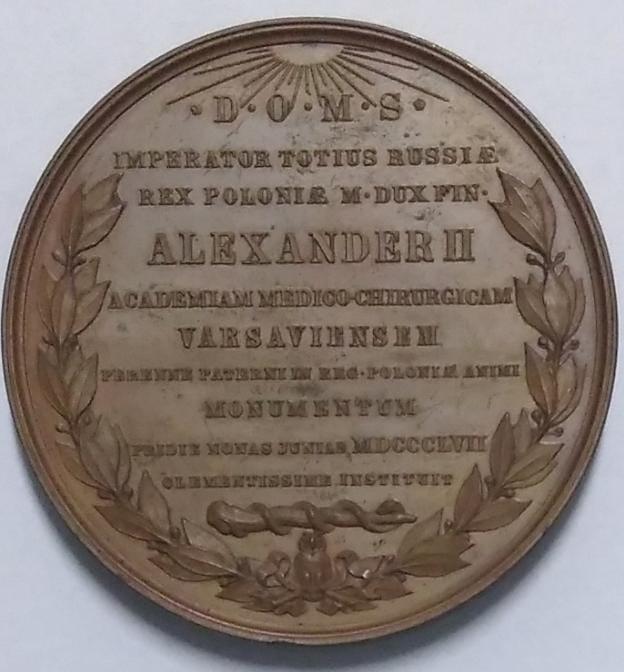 ·D·O·M·S·
IMPERATOR TOTIUS RUSSIÆ
REX POLONIÆ M·DUX FIN·
ALEXANDER II
ACADEMIAM MEDICO-CHIRURGICAM
VARSAVIENSEM
PERENNE PATERNI IN REG·POLONIÆ ANIMI
MONUMENTUM
PRIDIE NONAS JUNIAS MDCCCLVII
CLEMENTISSIME INSTITUIT